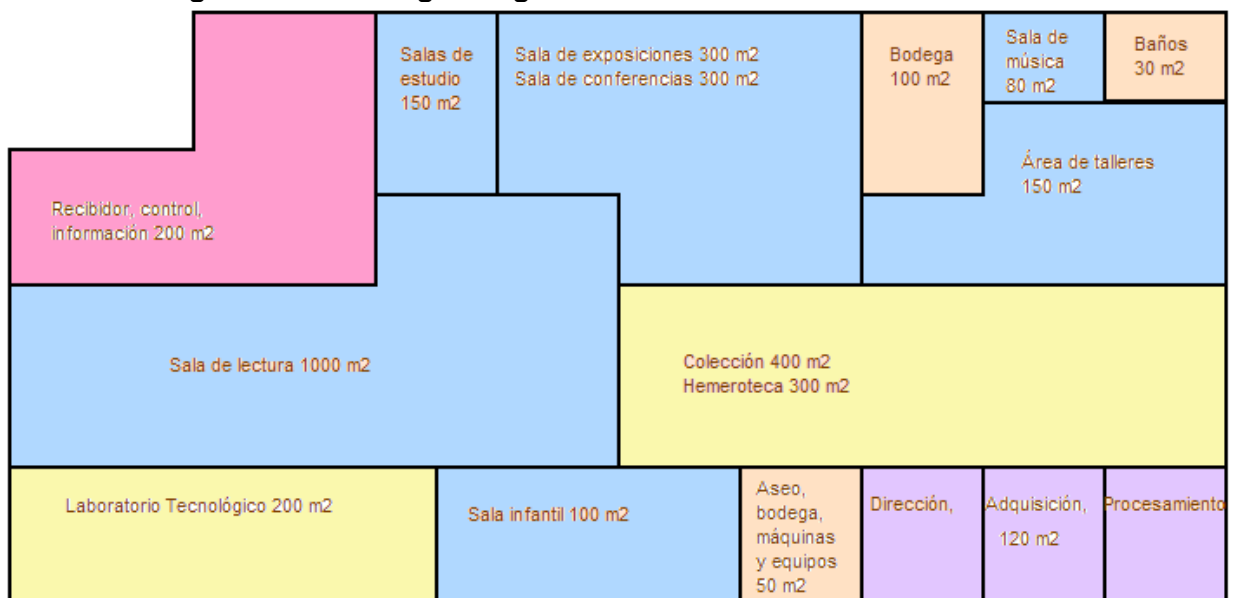 Salas de
estudio
150 m2
Sala de exposiciones 300 m2
Sala de conferencias 300 m2
Bodega
100 m2
Sala de
música
80 m2
Baños
30 m2
Área de talleres
150 m2
Recibidor, control,
información 200 m2
Sala de lectura 1000 m2
Colección 400 m2
Hemeroteca 300 m2
Laboratorio Tecnológico 200 m2
Sala infantil 100 m2
Aseo,
bodega,
máquinas
y equipos
50 m2
Dirección,
Adquisición,
120 m2
Procesamiento